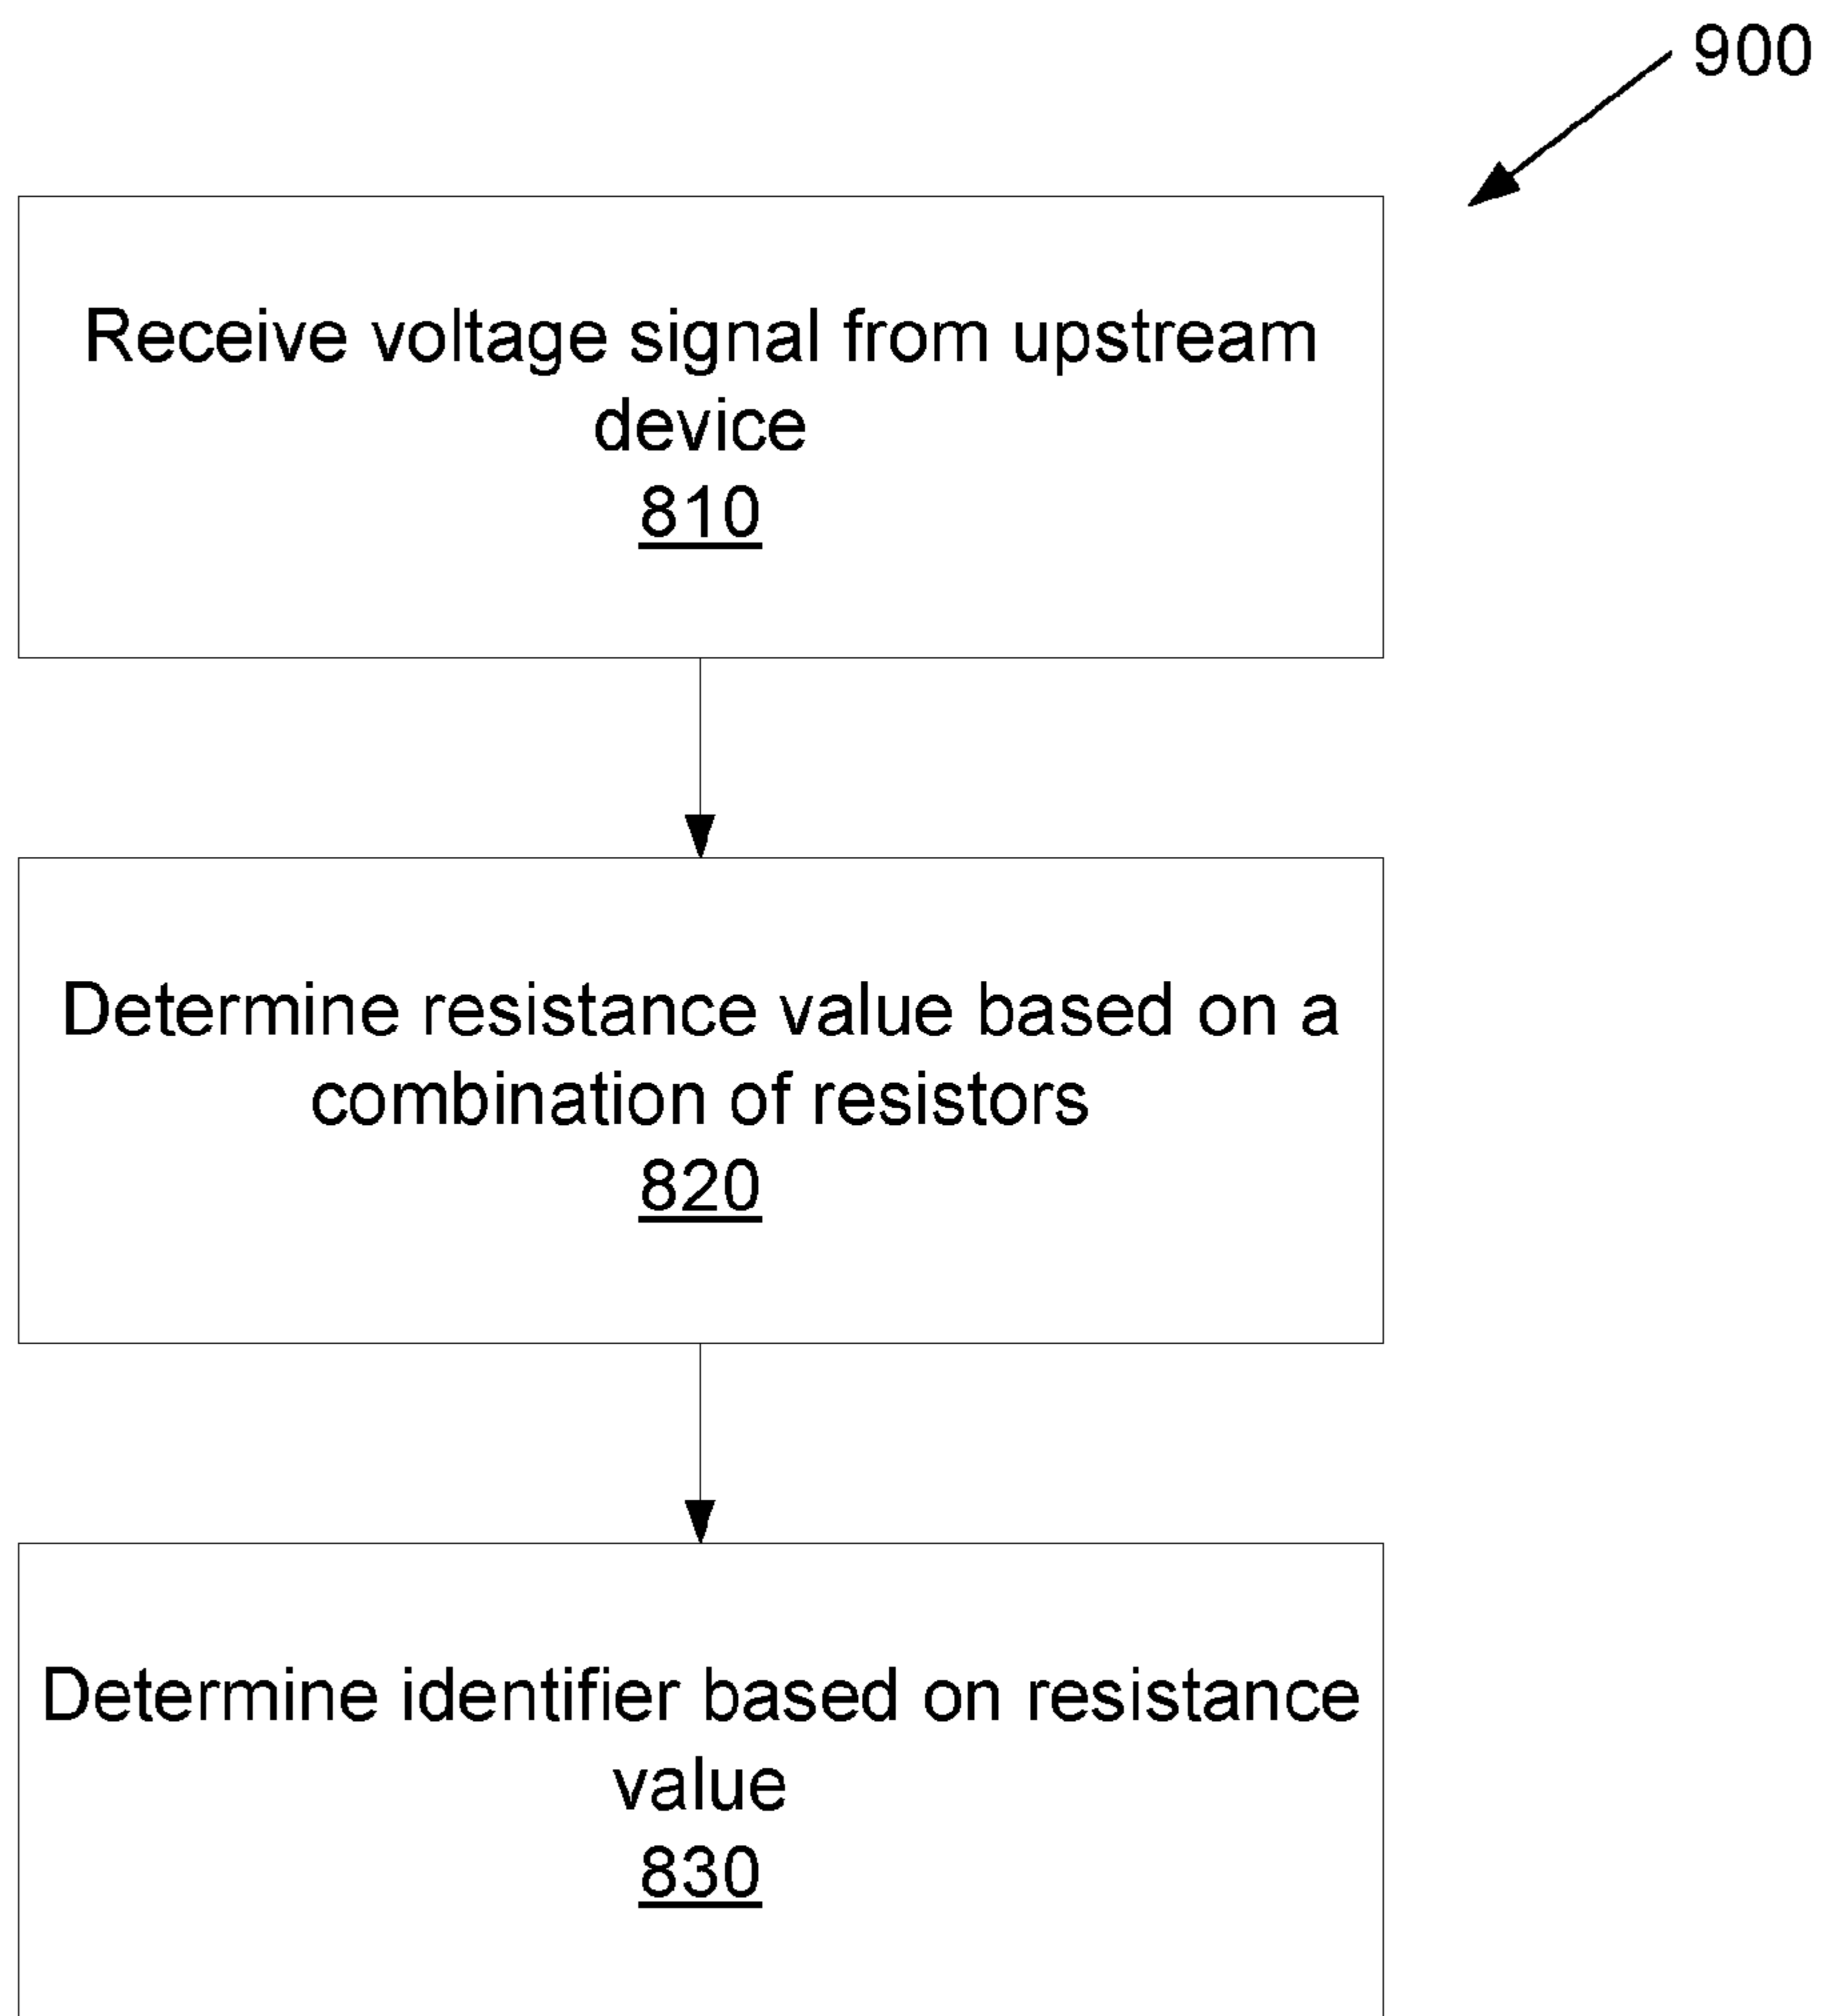 900
Receive voltage signal from upstream
device
810
Determine resistance value based on a
combination of resistors
820
Determine identifier based on resistance
value
830